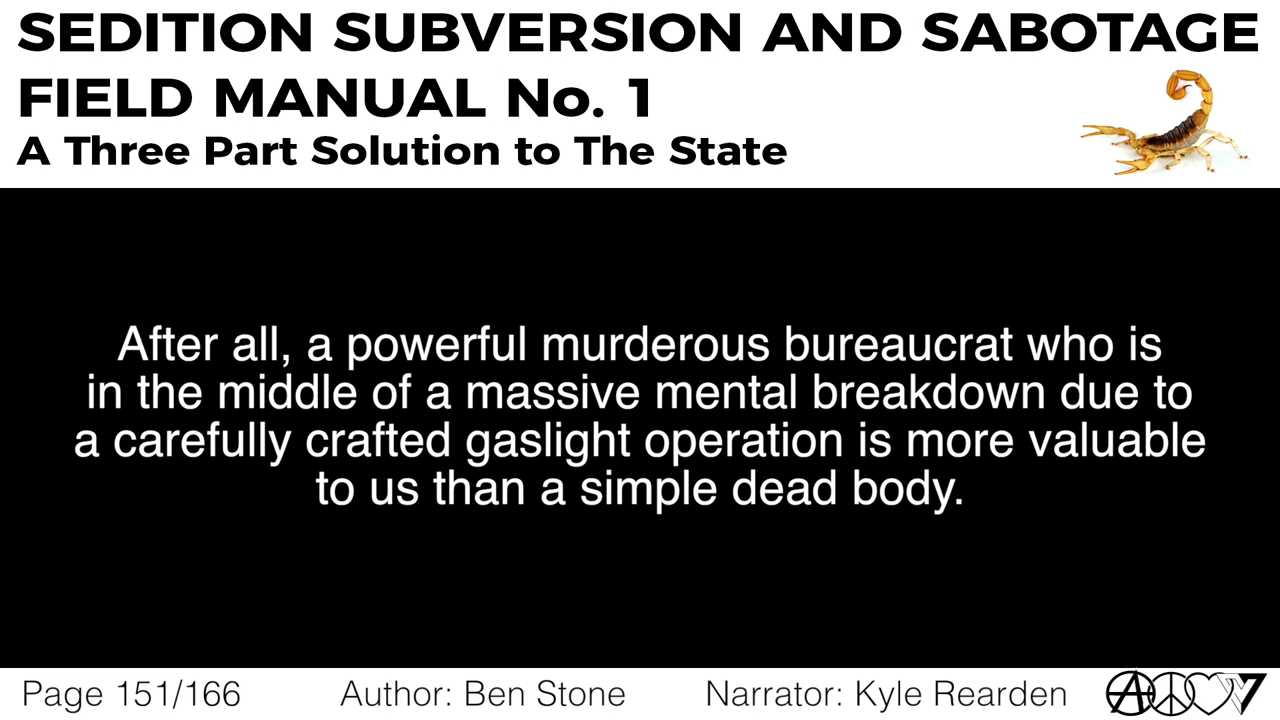 SEDITION SUBVERSION AND SABOTAGE
FIELD MANUAL No. 1
A Three Part Solution to The State
After all, a powerful murderous bureaucrat who is
in the middle of a massive mental breakdown due to
a carefully crafted gaslight operation is more valuable
to us than a simple dead body.
Page 151/166 Author: Ben Stone Narrator: Kyle Rearden